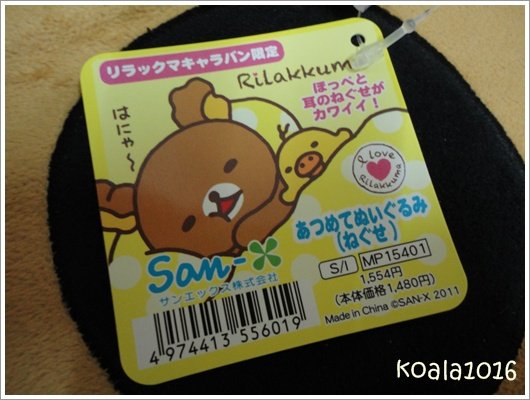 リラックマキャラバン限定
Rilakkuma
ほっぺと
耳のねぐせが
カワイイ!
はにゃ〜
I love
Rilakkuma
あつめてぬいぐるみ
(ねぐせ)
San-X
サンエックス株式会社
S/I MP15401
1,554円
(本体価格1,480円)
Made in China ©SAN-X 2011
4 974413 556019
koala1016